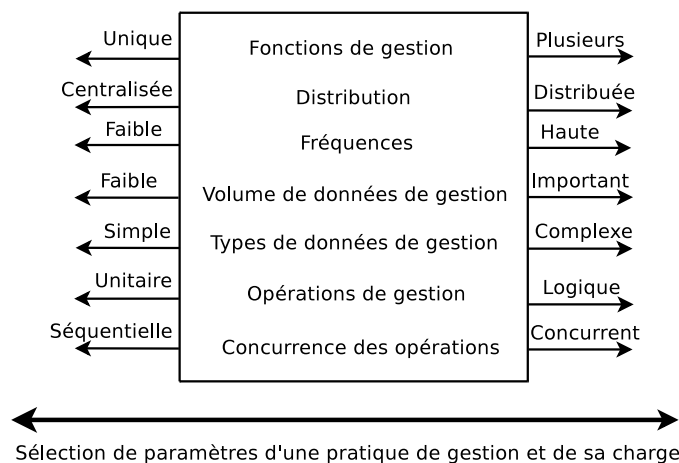 Unique Fonctions de gestion Plusieurs
Centralisée Distribution Distribuée
Faible Fréquences Haute
Faible Volume de données de gestion Important
Simple Types de données de gestion Complexe
Unitaire Opérations de gestion Logique
Séquentielle Concurrence des opérations Concurrent
Sélection de paramètres d'une pratique de gestion et de sa charge